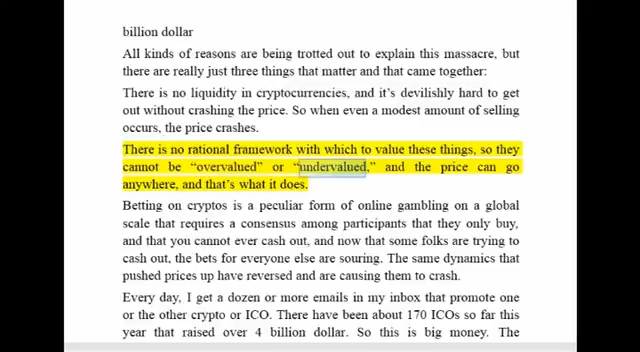 billion dollar
All kinds of reasons are being trotted out to explain this massacre, but
there are really just three things that matter and that came together:
There is no liquidity in cryptocurrencies, and it’s devilishly hard to get
out without crashing the price. So when even a modest amount of selling
occurs, the price crashes.
There is no rational framework with which to value these things, so they
cannot be “overvalued” or “undervalued,” and the price can go
anywhere, and that’s what it does.
Betting on cryptos is a peculiar form of online gambling on a global
scale that requires a consensus among participants that they only buy,
and that you cannot ever cash out, and now that some folks are trying to
cash out, the bets for everyone else are souring. The same dynamics that
pushed prices up have reversed and are causing them to crash.
Every day, I get a dozen or more emails in my inbox that promote one
or the other crypto or ICO. There have been about 170 ICOs so far this
year that raised over 4 billion dollar. So this is big money. The